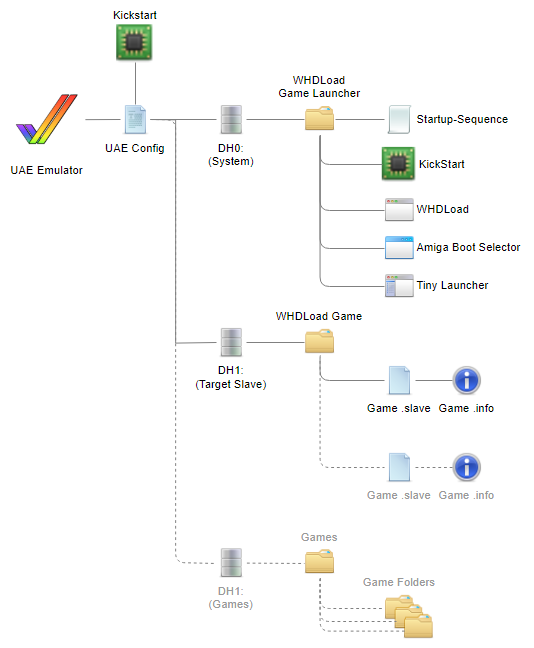 Kickstart
UAE Emulator
UAE Config
DH0:
(System)
WHDLoad
Game Launcher
Startup-Sequence
KickStart
WHDLoad
Amiga Boot Selector
Tiny Launcher
DH1:
(Target Slave)
WHDLoad Game
Game .slave
Game .info
Game .slave
Game .info
DH1:
(Games)
Games
Game Folders